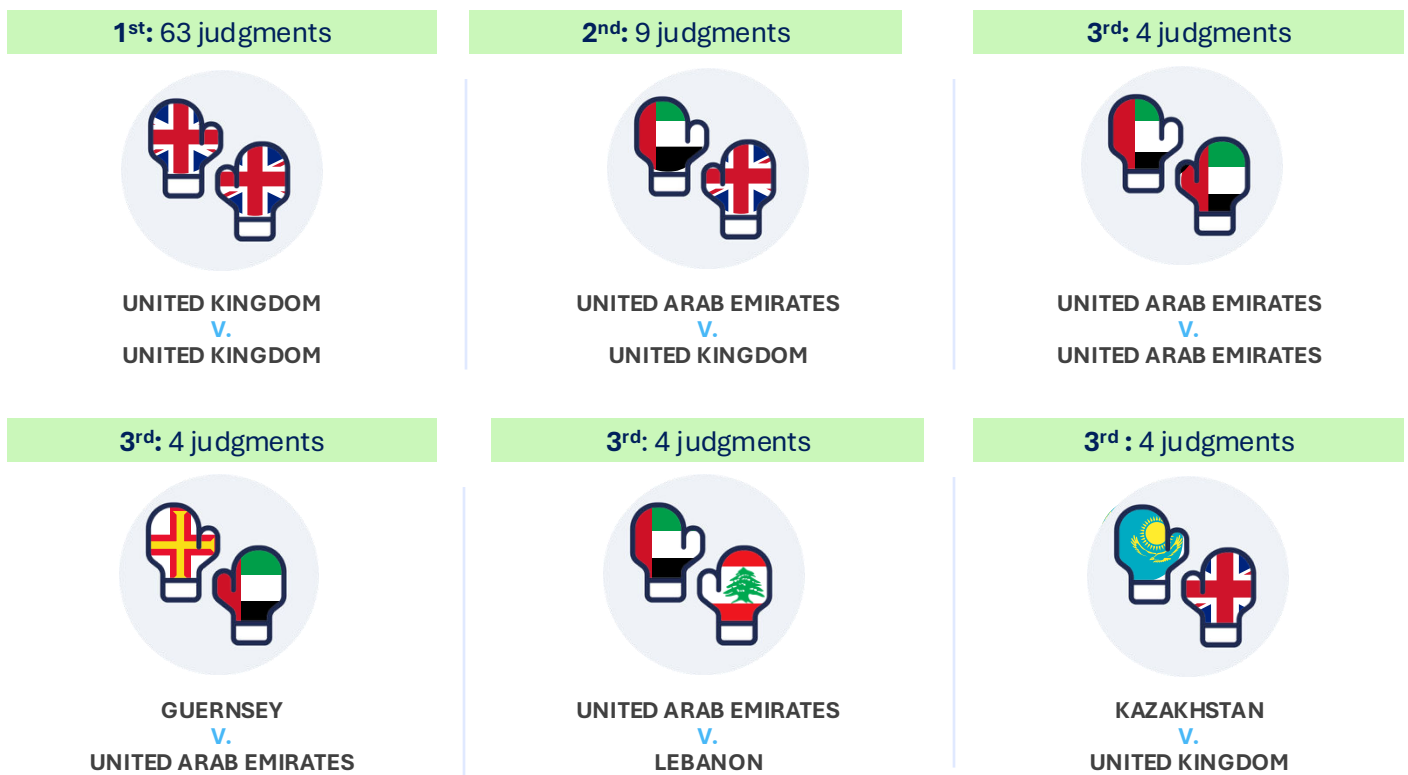 1st: 63 judgments
2nd: 9 judgments
3rd: 4 judgments
UNITED KINGDOM
V.
UNITED KINGDOM
UNITED ARAB EMIRATES
V.
UNITED KINGDOM
UNITED ARAB EMIRATES
V.
UNITED ARAB EMIRATES
3rd: 4 judgments
3rd: 4 judgments
3rd : 4 judgments
GUERNSEY
V.
UNITED ARAB EMIRATES
UNITED ARAB EMIRATES
V.
LEBANON
KAZAKHSTAN
V.
UNITED KINGDOM